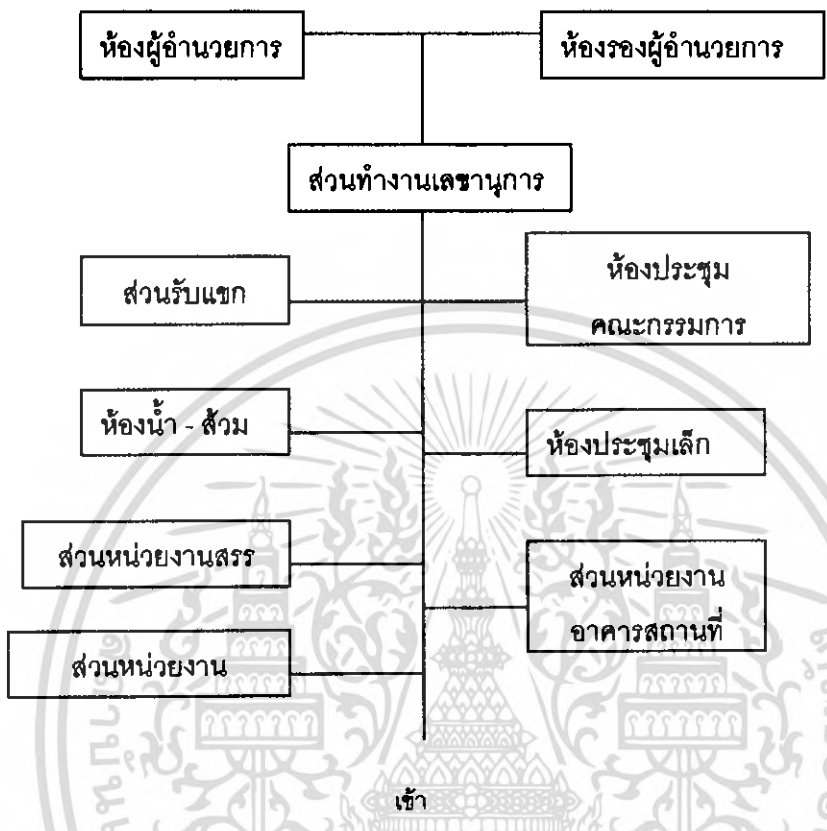 ห้องผู้อำนวยการ
ห้องรองผู้อำนวยการ
ส่วนทำงานเลขานุการ
ส่วนรับแขก
ห้องประชุม
คณะกรรมการ
ห้องน้ำ - ส้วม
ห้องประชุมเล็ก
ส่วนหน่วยงานสรร
ส่วนหน่วยงาน
อาคารสถานที่
ส่วนหน่วยงาน
เข้า